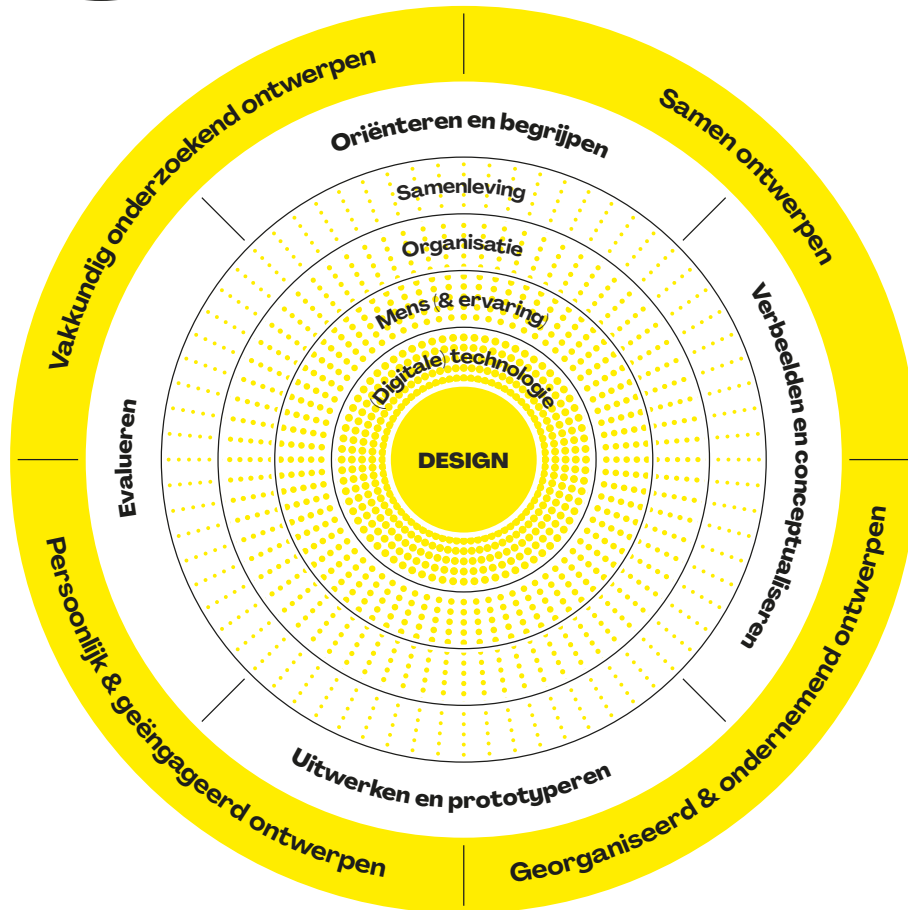 Vakkundig onderzoekend ontwerpen
Samen ontwerpen
Oriënteren en begrijpen
Samenleving
Organisatie
Mens (& ervaring)
(Digitale) technologie
DESIGN
Evalueren
Verbeelden en conceptualiseren
Uitwerken en prototyperen
Persoonlijk & geëngageerd ontwerpen
Georganiseerd & ondernemend ontwerpen